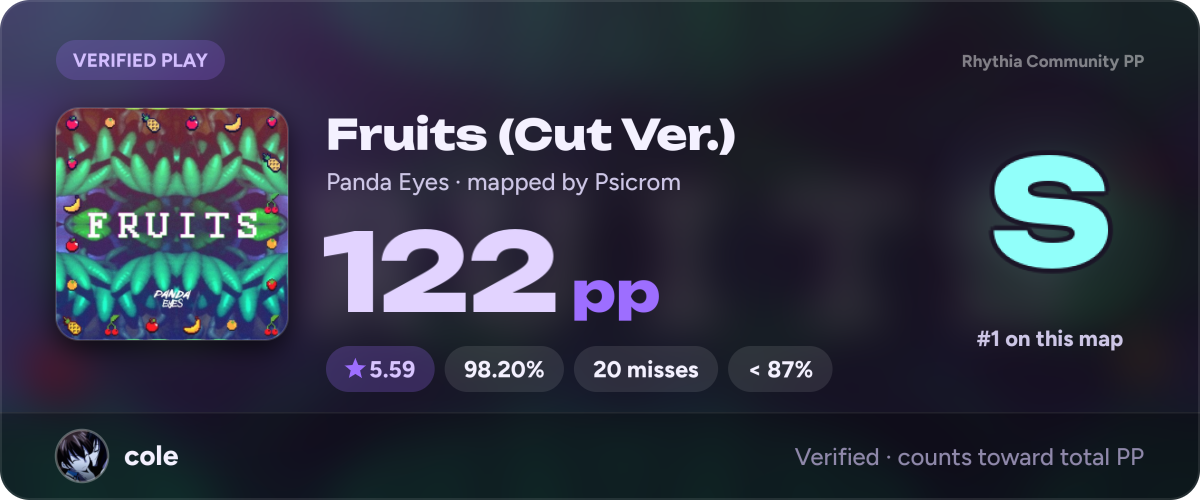 VERIFIED PLAY
Rhythia Community PP
FRUITS
PANDA
EYES
Fruits (Cut Ver.)
Panda Eyes · mapped by Psicrom
122 pp
★ 5.59
98.20%
20 misses
< 87%
S
#1 on this map
cole
Verified · counts toward total PP